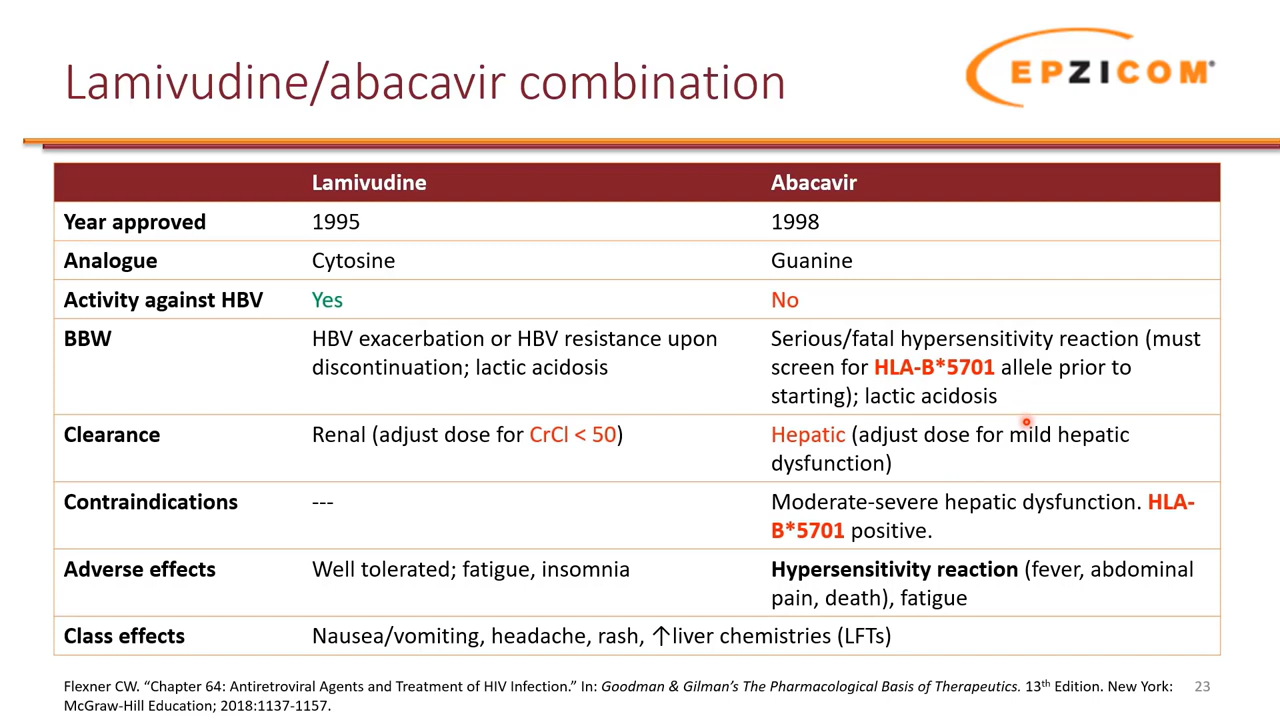 Lamivudine/abacavir combination
EPZICOM®
Lamivudine Abacavir
Year approved 1995 1998
Analogue Cytosine Guanine
Activity against HBV Yes No
BBW HBV exacerbation or HBV resistance upon discontinuation; lactic acidosis Serious/fatal hypersensitivity reaction (must screen for HLA-B*5701 allele prior to starting); lactic acidosis
Clearance Renal (adjust dose for CrCl < 50) Hepatic (adjust dose for mild hepatic dysfunction)
Contraindications --- Moderate-severe hepatic dysfunction. HLA-B*5701 positive.
Adverse effects Well tolerated; fatigue, insomnia Hypersensitivity reaction (fever, abdominal pain, death), fatigue
Class effects Nausea/vomiting, headache, rash, ↑liver chemistries (LFTs)
Flexner CW. “Chapter 64: Antiretroviral Agents and Treatment of HIV Infection.” In: Goodman & Gilman’s The Pharmacological Basis of Therapeutics. 13th Edition. New York:
McGraw-Hill Education; 2018:1137-1157.
23